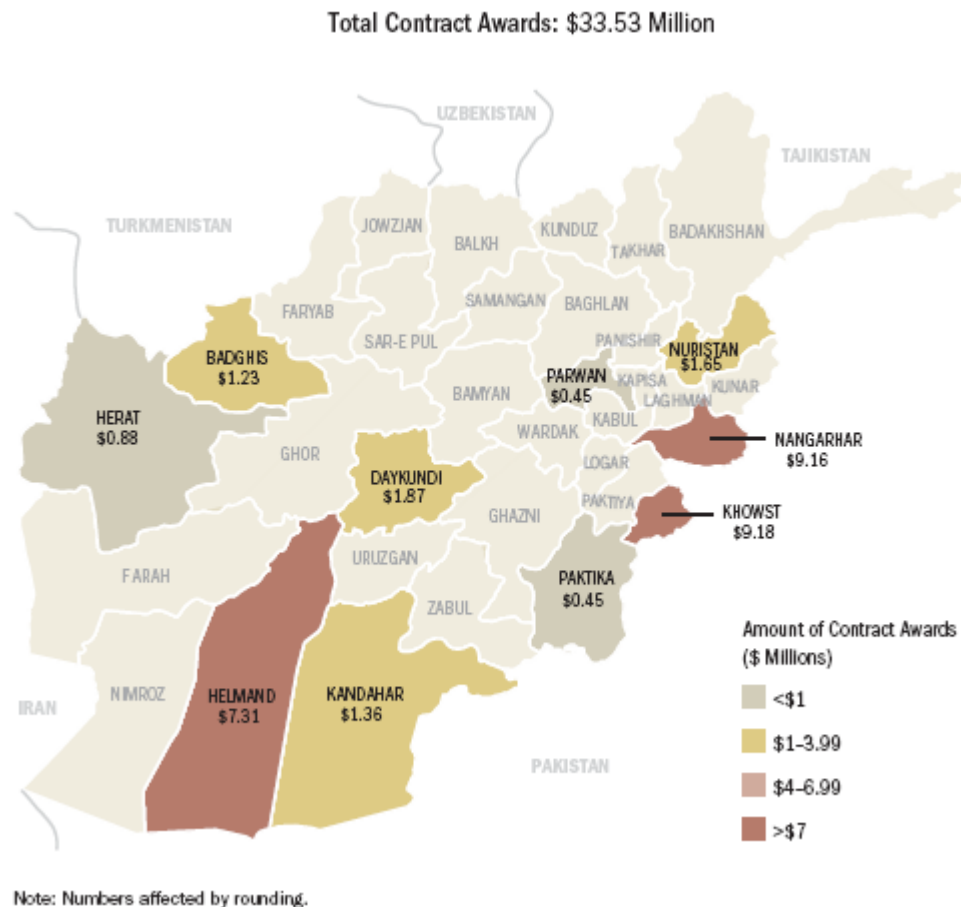 Total Contract Awards: $33.53 Million
UZBEKISTAN
TAJIKISTAN
TURKMENISTAN
JOWZJAN
BALKH
KUNDUZ
TAKHAR
BADAKHSHAN
FARYAB
SAMANGAN
BAGHLAN
SAR-E PUL
PANJSHIR
BADGHIS
$1.23
NURISTAN
$1.65
PARWAN
$0.45
KAPISA
LAGHMAN
KUNAR
BAMYAN
HERAT
$0.88
KABUL
WARDAK
NANGARHAR
$9.16
GHOR
LOGAR
DAYKUNDI
$1.87
PAKTIYA
KHOWST
$9.18
GHAZNI
URUZGAN
FARAH
PAKTIKA
$0.45
ZABUL
Amount of Contract Awards
($ Millions)
<$1
$1–3.99
$4–6.99
>$7
NIMROZ
HELMAND
$7.31
KANDAHAR
$1.36
IRAN
PAKISTAN
Note: Numbers affected by rounding.